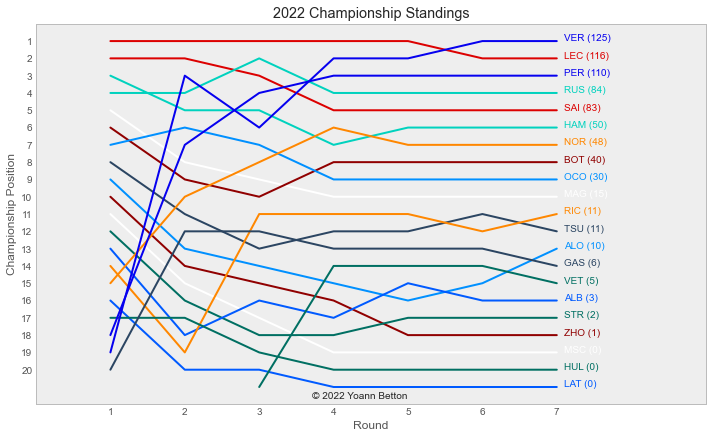 2022 Championship Standings
Championship Position
1
2
3
4
5
6
7
8
9
10
11
12
13
14
15
16
17
18
19
20
VER (125)
LEC (116)
PER (110)
RUS (84)
SAI (83)
HAM (50)
NOR (48)
BOT (40)
OCO (30)
MAG (15)
RIC (11)
TSU (11)
ALO (10)
GAS (6)
VET (5)
ALB (3)
STR (2)
ZHO (1)
MSC (0)
HUL (0)
LAT (0)
© 2022 Yoann Betton
1 2 3 4 5 6 7
Round